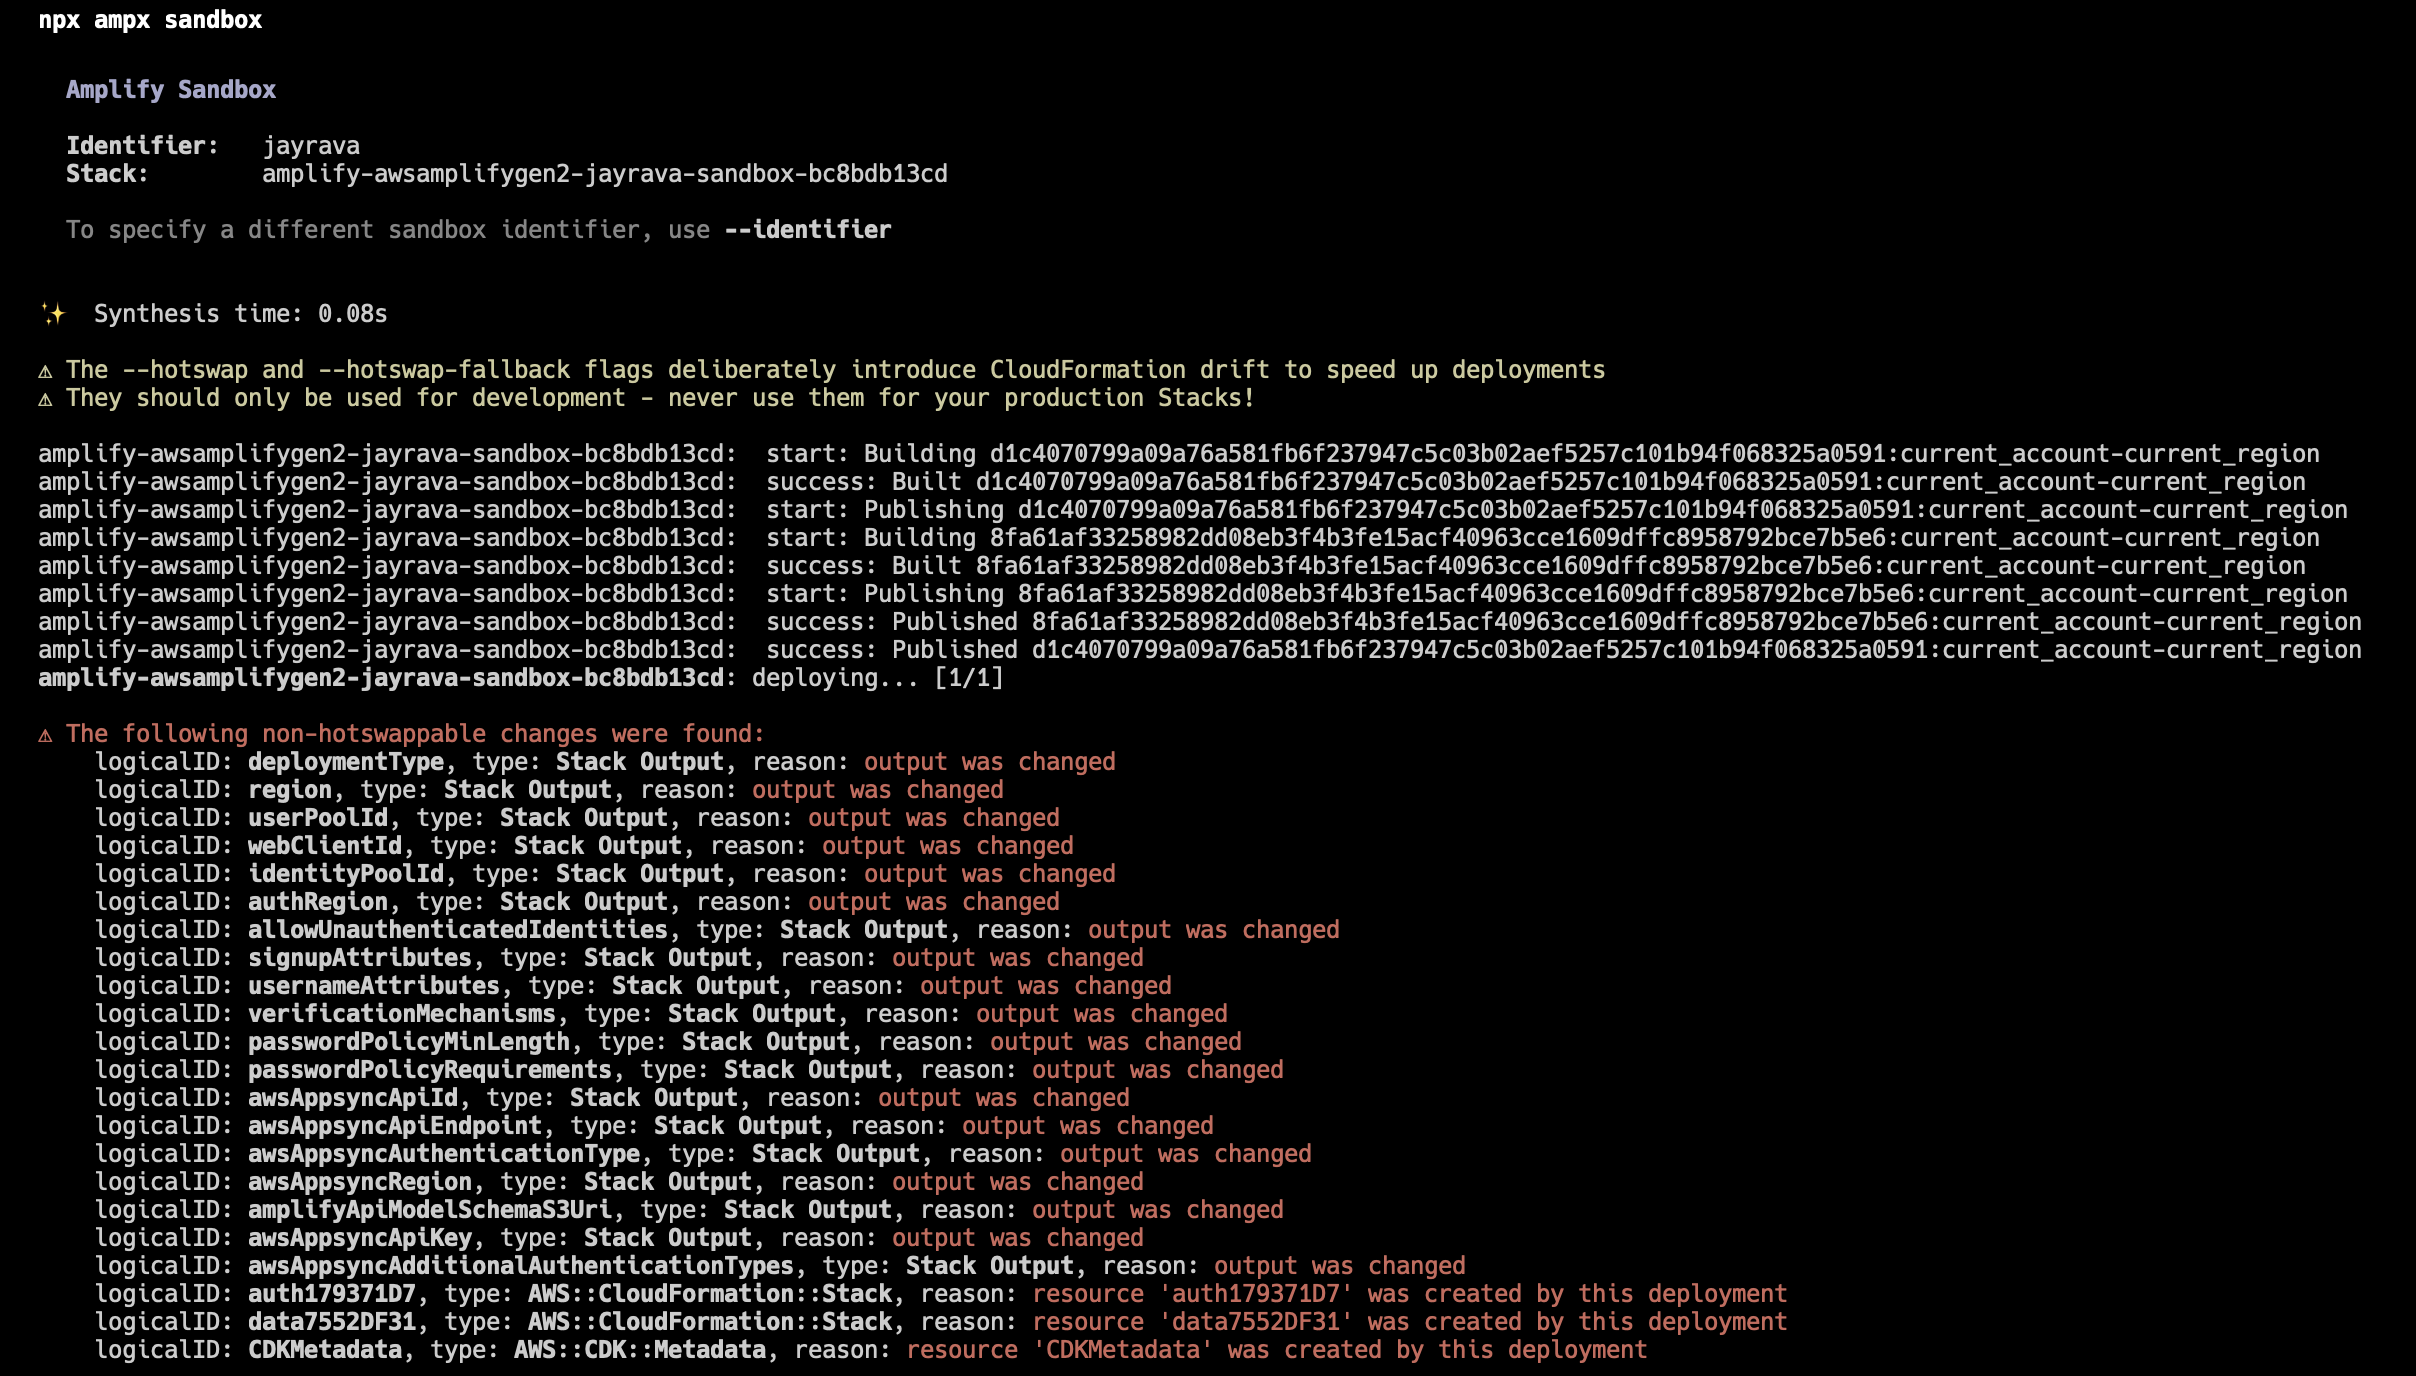 npx ampx sandbox
Amplify Sandbox
Identifier: jayrava
Stack: amplify-awsamplifygen2-jayrava-sandbox-bc8bdb13cd
To specify a different sandbox identifier, use --identifier
✨ Synthesis time: 0.08s
⚠ The --hotswap and --hotswap-fallback flags deliberately introduce CloudFormation drift to speed up deployments
⚠ They should only be used for development - never use them for your production Stacks!
amplify-awsamplifygen2-jayrava-sandbox-bc8bdb13cd: start: Building d1c4070799a09a76a581fb6f237947c5c03b02aef5257c101b94f068325a0591:current_account-current_region
amplify-awsamplifygen2-jayrava-sandbox-bc8bdb13cd: success: Built d1c4070799a09a76a581fb6f237947c5c03b02aef5257c101b94f068325a0591:current_account-current_region
amplify-awsamplifygen2-jayrava-sandbox-bc8bdb13cd: start: Publishing d1c4070799a09a76a581fb6f237947c5c03b02aef5257c101b94f068325a0591:current_account-current_region
amplify-awsamplifygen2-jayrava-sandbox-bc8bdb13cd: start: Building 8fa61af33258982dd08eb3f4b3fe15acf40963cce1609dffc8958792bce7b5e6:current_account-current_region
amplify-awsamplifygen2-jayrava-sandbox-bc8bdb13cd: success: Built 8fa61af33258982dd08eb3f4b3fe15acf40963cce1609dffc8958792bce7b5e6:current_account-current_region
amplify-awsamplifygen2-jayrava-sandbox-bc8bdb13cd: start: Publishing 8fa61af33258982dd08eb3f4b3fe15acf40963cce1609dffc8958792bce7b5e6:current_account-current_region
amplify-awsamplifygen2-jayrava-sandbox-bc8bdb13cd: success: Published 8fa61af33258982dd08eb3f4b3fe15acf40963cce1609dffc8958792bce7b5e6:current_account-current_region
amplify-awsamplifygen2-jayrava-sandbox-bc8bdb13cd: success: Published d1c4070799a09a76a581fb6f237947c5c03b02aef5257c101b94f068325a0591:current_account-current_region
amplify-awsamplifygen2-jayrava-sandbox-bc8bdb13cd: deploying... [1/1]
⚠ The following non-hotswappable changes were found:
logicalID: deploymentType, type: Stack Output, reason: output was changed
logicalID: region, type: Stack Output, reason: output was changed
logicalID: userPoolId, type: Stack Output, reason: output was changed
logicalID: webClientId, type: Stack Output, reason: output was changed
logicalID: identityPoolId, type: Stack Output, reason: output was changed
logicalID: authRegion, type: Stack Output, reason: output was changed
logicalID: allowUnauthenticatedIdentities, type: Stack Output, reason: output was changed
logicalID: signupAttributes, type: Stack Output, reason: output was changed
logicalID: usernameAttributes, type: Stack Output, reason: output was changed
logicalID: verificationMechanisms, type: Stack Output, reason: output was changed
logicalID: passwordPolicyMinLength, type: Stack Output, reason: output was changed
logicalID: passwordPolicyRequirements, type: Stack Output, reason: output was changed
logicalID: awsAppsyncApiId, type: Stack Output, reason: output was changed
logicalID: awsAppsyncApiEndpoint, type: Stack Output, reason: output was changed
logicalID: awsAppsyncAuthenticationType, type: Stack Output, reason: output was changed
logicalID: awsAppsyncRegion, type: Stack Output, reason: output was changed
logicalID: amplifyApiModelSchemaS3Uri, type: Stack Output, reason: output was changed
logicalID: awsAppsyncApiKey, type: Stack Output, reason: output was changed
logicalID: awsAppsyncAdditionalAuthenticationTypes, type: Stack Output, reason: output was changed
logicalID: auth179371D7, type: AWS::CloudFormation::Stack, reason: resource 'auth179371D7' was created by this deployment
logicalID: data7552DF31, type: AWS::CloudFormation::Stack, reason: resource 'data7552DF31' was created by this deployment
logicalID: CDKMetadata, type: AWS::CDK::Metadata, reason: resource 'CDKMetadata' was created by this deployment